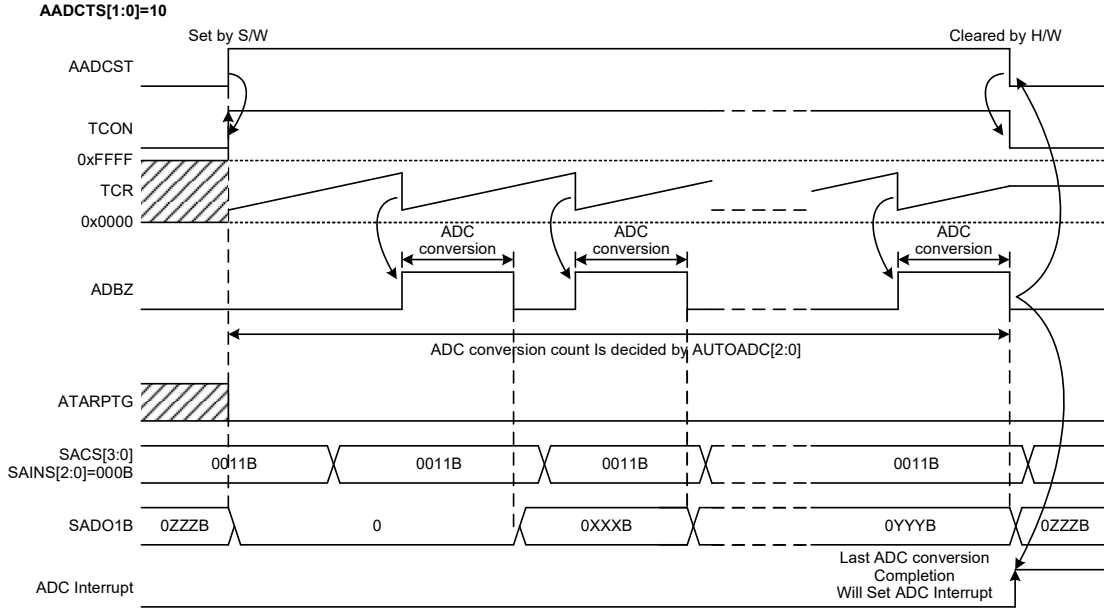 AADCTS[1:0]=10
Set by S/W
Cleared by H/W
AADCST
TCON
0xFFFF
TCR
0x0000
ADC
conversion
ADC
conversion
ADC
conversion
ADBZ
ADC conversion count Is decided by AUTOADC[2:0]
ATARPTG
SACS[3:0]
SAINS[2:0]=000B
0011B
0011B
0011B
0011B
SADO1B
0ZZZB
0
0XXXB
0YYYB
0ZZZB
Last ADC conversion
Completion
Will Set ADC Interrupt
ADC Interrupt